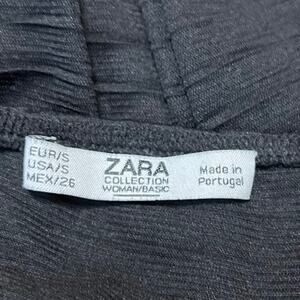 EUR/S
USA/S
MEX/26
ZARA
COLLECTION
WOMAN/BASIC
Made in
Portugal